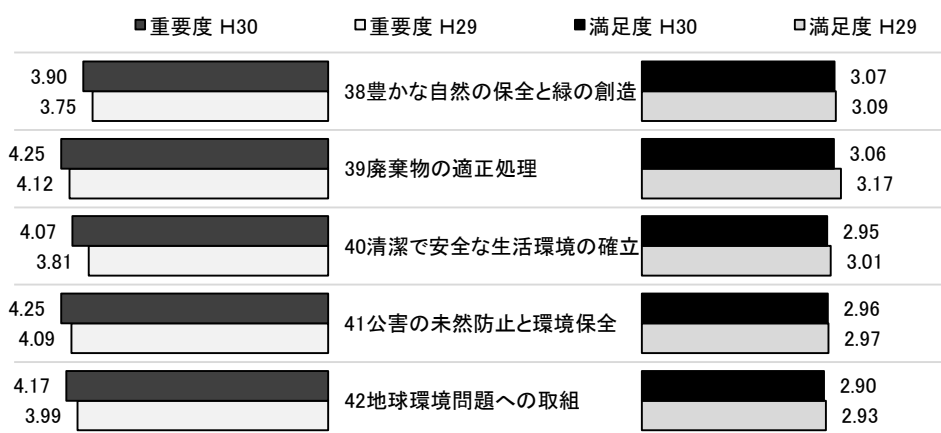 ■重要度 H30 □重要度 H29 ■満足度 H30 □満足度 H29
3.90 3.07
38豊かな自然の保全と緑の創造
3.75 3.09
4.25 3.06
39廃棄物の適正処理
4.12 3.17
4.07 2.95
40清潔で安全な生活環境の確立
3.81 3.01
4.25 2.96
41公害の未然防止と環境保全
4.09 2.97
4.17 2.90
42地球環境問題への取組
3.99 2.93